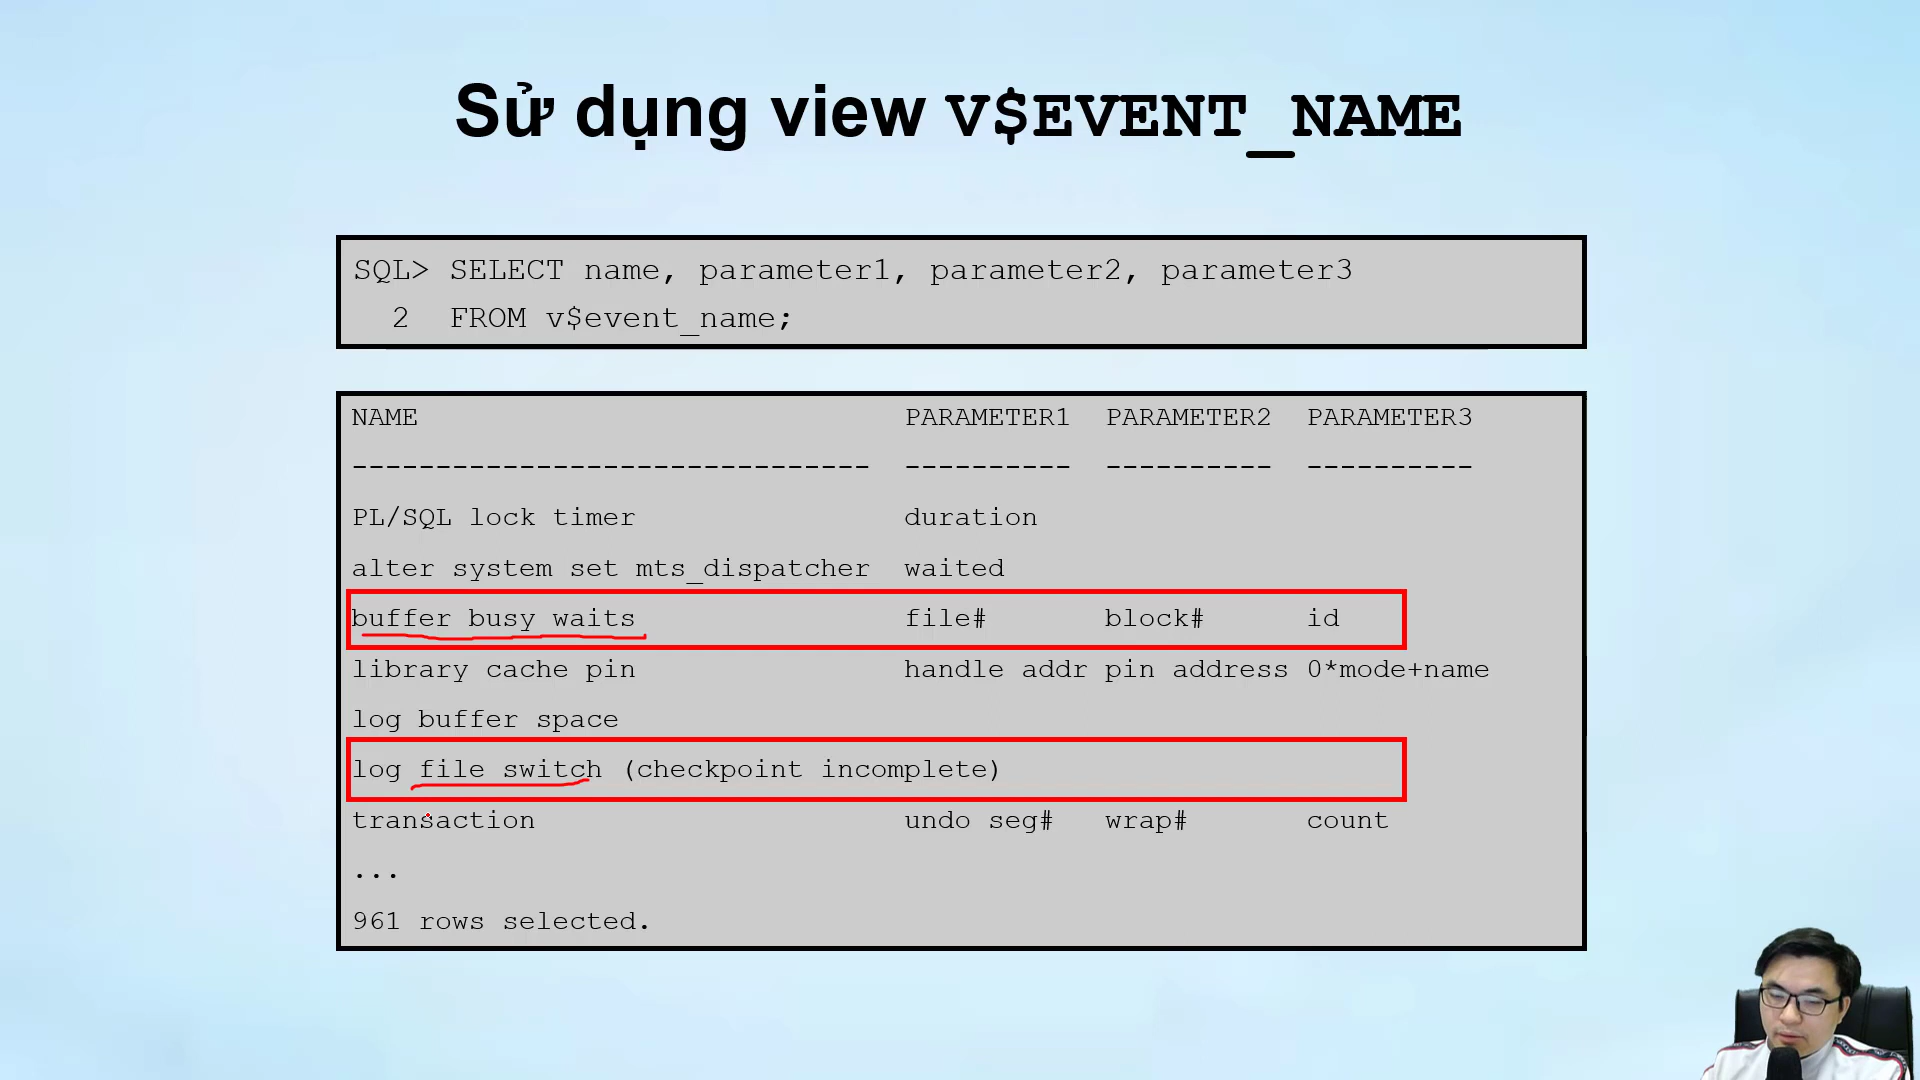 Sử dụng view V$EVENT_NAME
SQL> SELECT name, parameter1, parameter2, parameter3
2 FROM v$event_name;
NAME PARAMETER1 PARAMETER2 PARAMETER3
------------------------------- ---------- ---------- ----------
PL/SQL lock timer duration
alter system set mts_dispatcher waited
buffer busy waits file# block# id
library cache pin handle addr pin address 0*mode+name
log buffer space
log file switch (checkpoint incomplete)
transaction undo seg# wrap# count
...
961 rows selected.